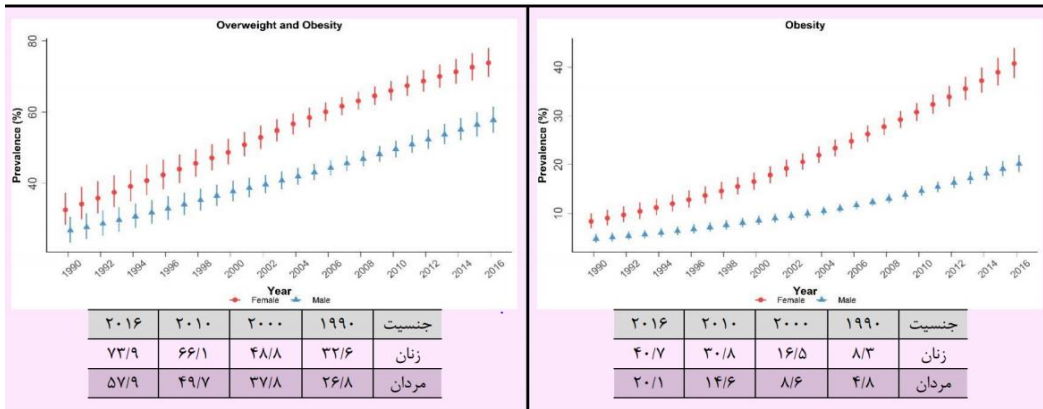 Overweight and Obesity
80
60
40
Prevalence (%)
1990 1992 1994 1996 1998 2000 2002 2004 2006 2008 2010 2012 2014 2016
Year
Female Male
جنسیت ۱۹۹۰ ۲۰۰۰ ۲۰۱۰ ۲۰۱۶
زنان ۳۲/۶ ۴۸/۸ ۶۶/۱ ۷۳/۹
مردان ۲۶/۸ ۳۷/۸ ۴۹/۷ ۵۷/۹
Obesity
40
30
20
10
Prevalence (%)
1990 1992 1994 1996 1998 2000 2002 2004 2006 2008 2010 2012 2014 2016
Year
Female Male
جنسیت ۱۹۹۰ ۲۰۰۰ ۲۰۱۰ ۲۰۱۶
زنان ۸/۳ ۱۶/۵ ۳۰/۸ ۴۰/۷
مردان ۴/۸ ۸/۶ ۱۴/۶ ۲۰/۱